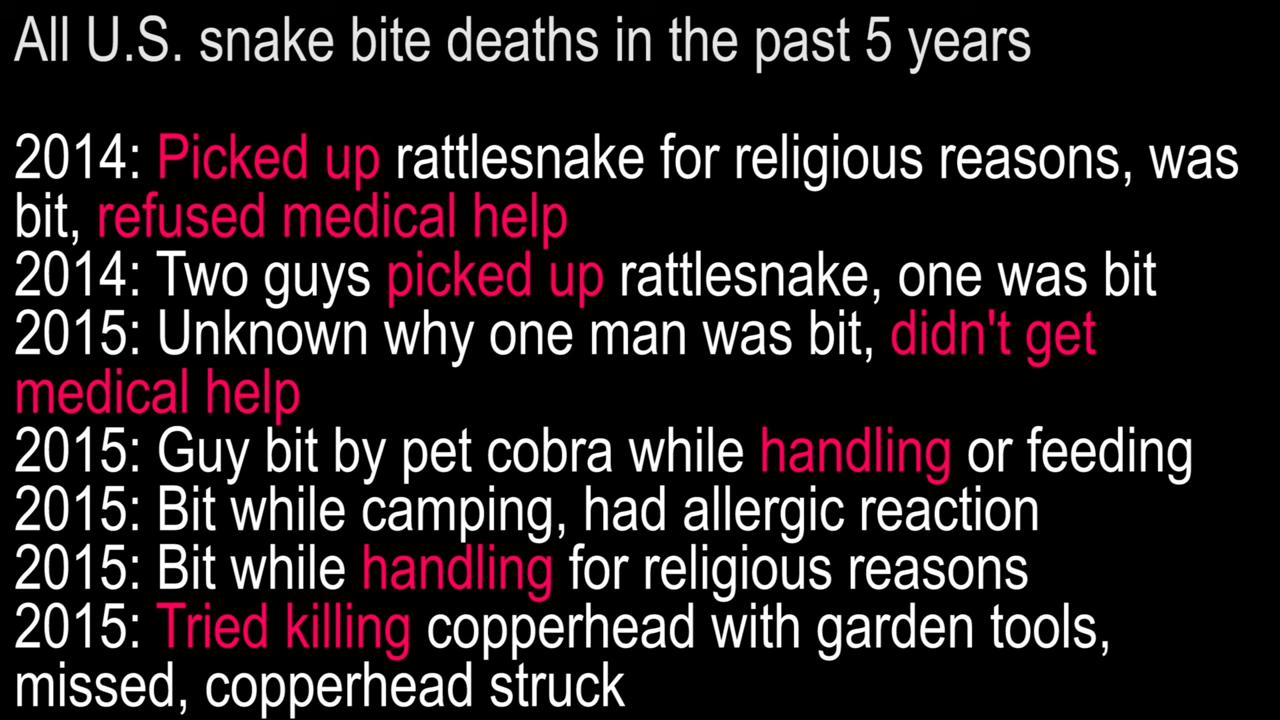 All U.S. snake bite deaths in the past 5 years
2014: Picked up rattlesnake for religious reasons, was
bit, refused medical help
2014: Two guys picked up rattlesnake, one was bit
2015: Unknown why one man was bit, didn't get
medical help
2015: Guy bit by pet cobra while handling or feeding
2015: Bit while camping, had allergic reaction
2015: Bit while handling for religious reasons
2015: Tried killing copperhead with garden tools,
missed, copperhead struck